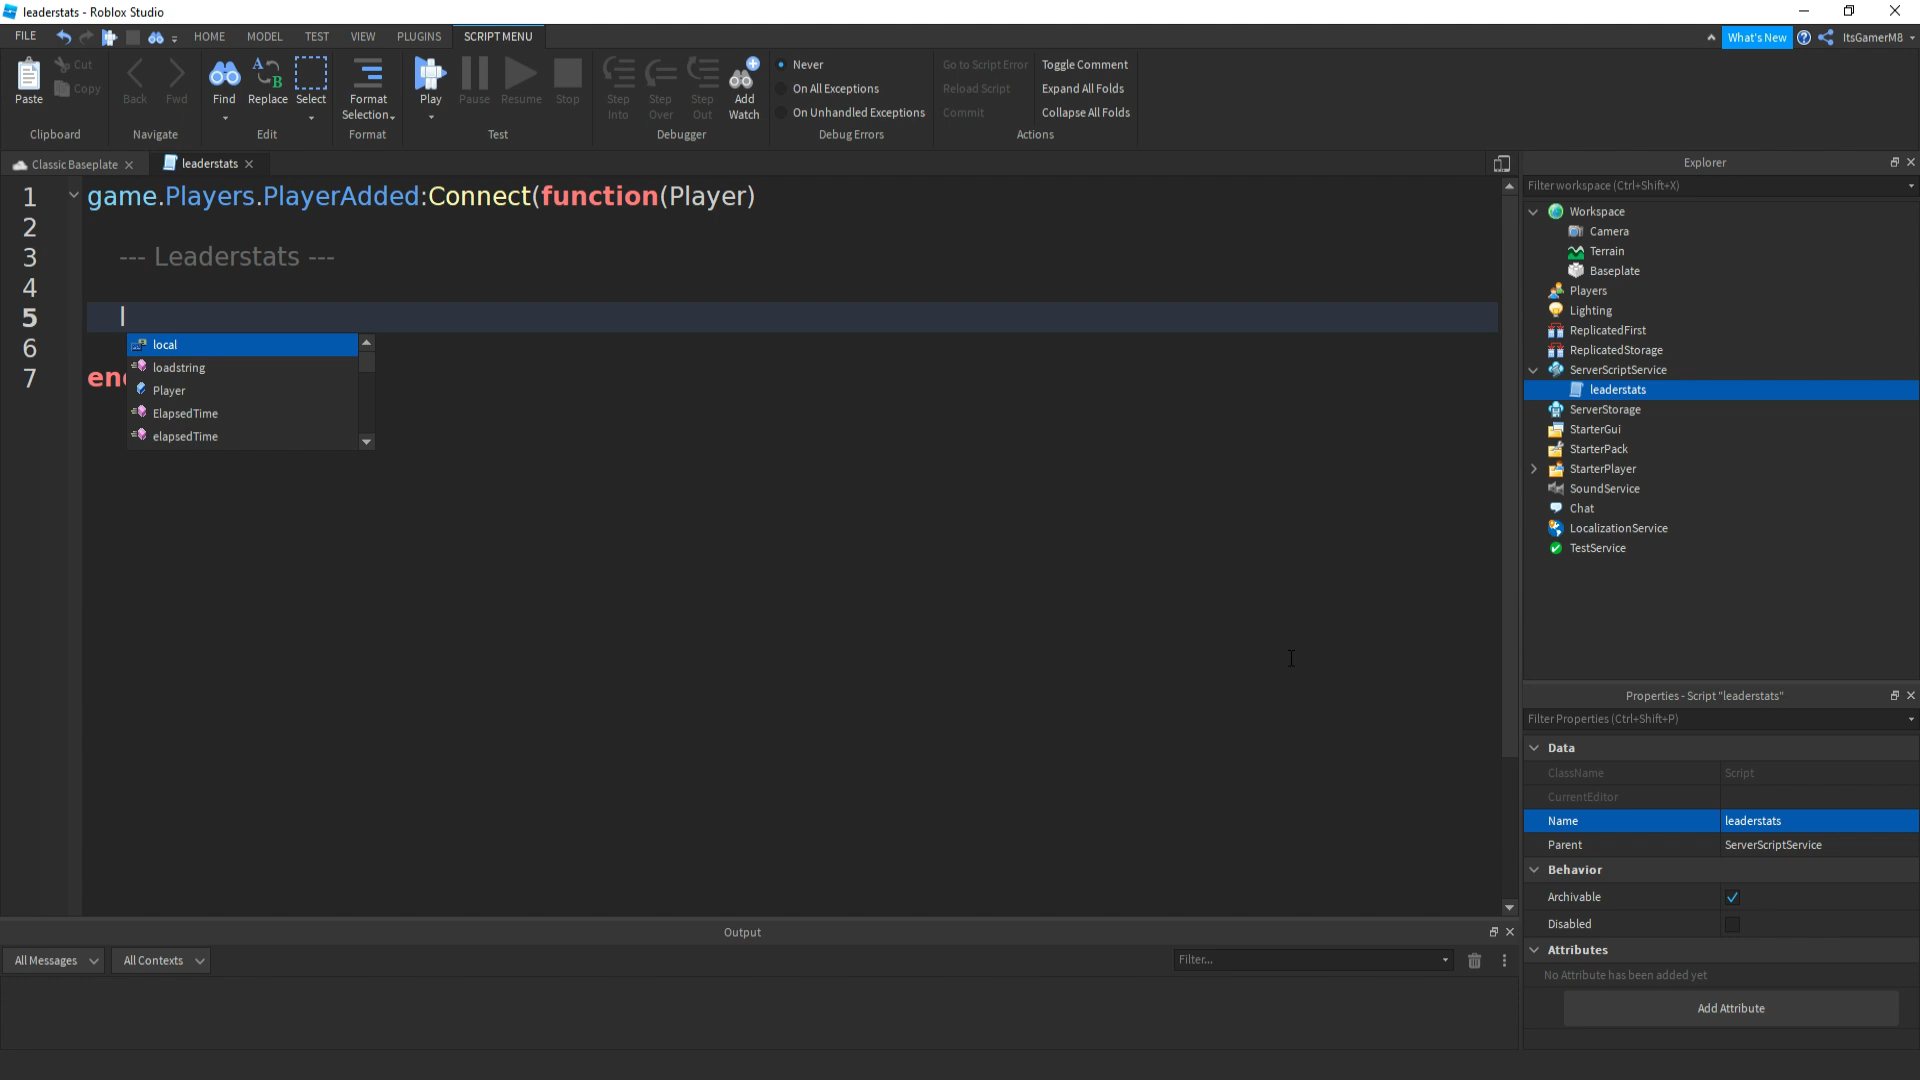 leaderstats - Roblox Studio
FILE HOME MODEL TEST VIEW PLUGINS SCRIPT MENU What's New ItsGamerM8
Paste Cut Copy Back Fwd Find Replace Select Format Selection Play Pause Resume Stop Step Into Step Over Step Out Add Watch
Never Go to Script Error Toggle Comment
On All Exceptions Reload Script Expand All Folds
On Unhandled Exceptions Commit Collapse All Folds
Clipboard Navigate Edit Format Test Debugger Debug Errors Actions
Classic Baseplate leaderstats
1 game.Players.PlayerAdded:Connect(function(Player)
2
3 --- Leaderstats ---
4
5
6
7 en
local
loadstring
Player
ElapsedTime
elapsedTime
Output
All Messages All Contexts Filter...
Explorer
Filter workspace (Ctrl+Shift+X)
Workspace
Camera
Terrain
Baseplate
Players
Lighting
ReplicatedFirst
ReplicatedStorage
ServerScriptService
leaderstats
ServerStorage
StarterGui
StarterPack
StarterPlayer
SoundService
Chat
LocalizationService
TestService
Properties - Script "leaderstats"
Filter Properties (Ctrl+Shift+P)
Data
ClassName Script
CurrentEditor
Name leaderstats
Parent ServerScriptService
Behavior
Archivable
Disabled
Attributes
No Attribute has been added yet
Add Attribute